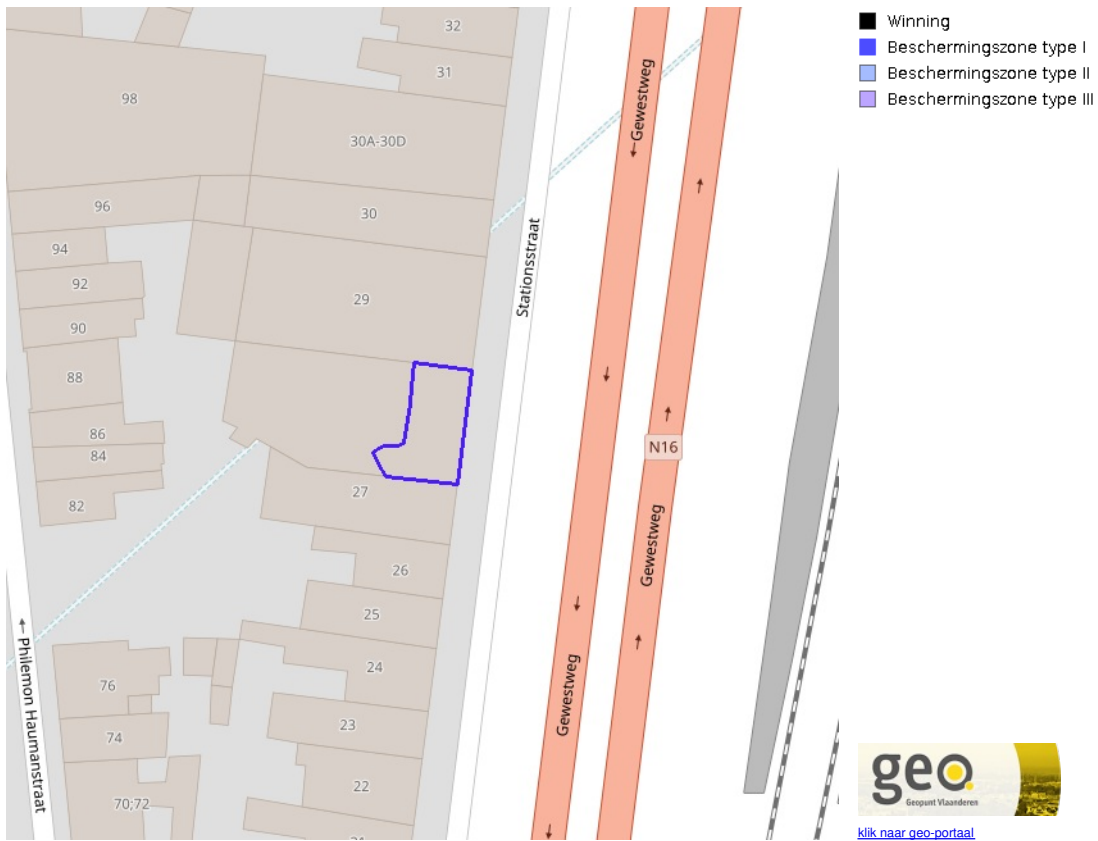 32
31
98
30A-30D
96
30
94
92
29
90
88
86
84
82
27
26
25
24
76
23
74
22
70;72
Stationsstraat
Gewestweg
N16
Gewestweg
Gewestweg
Philemon Haumanstraat
Winning
Beschermingszone type I
Beschermingszone type II
Beschermingszone type III
geo.
Geopunt Vlaanderen
klik naar geo-portaal